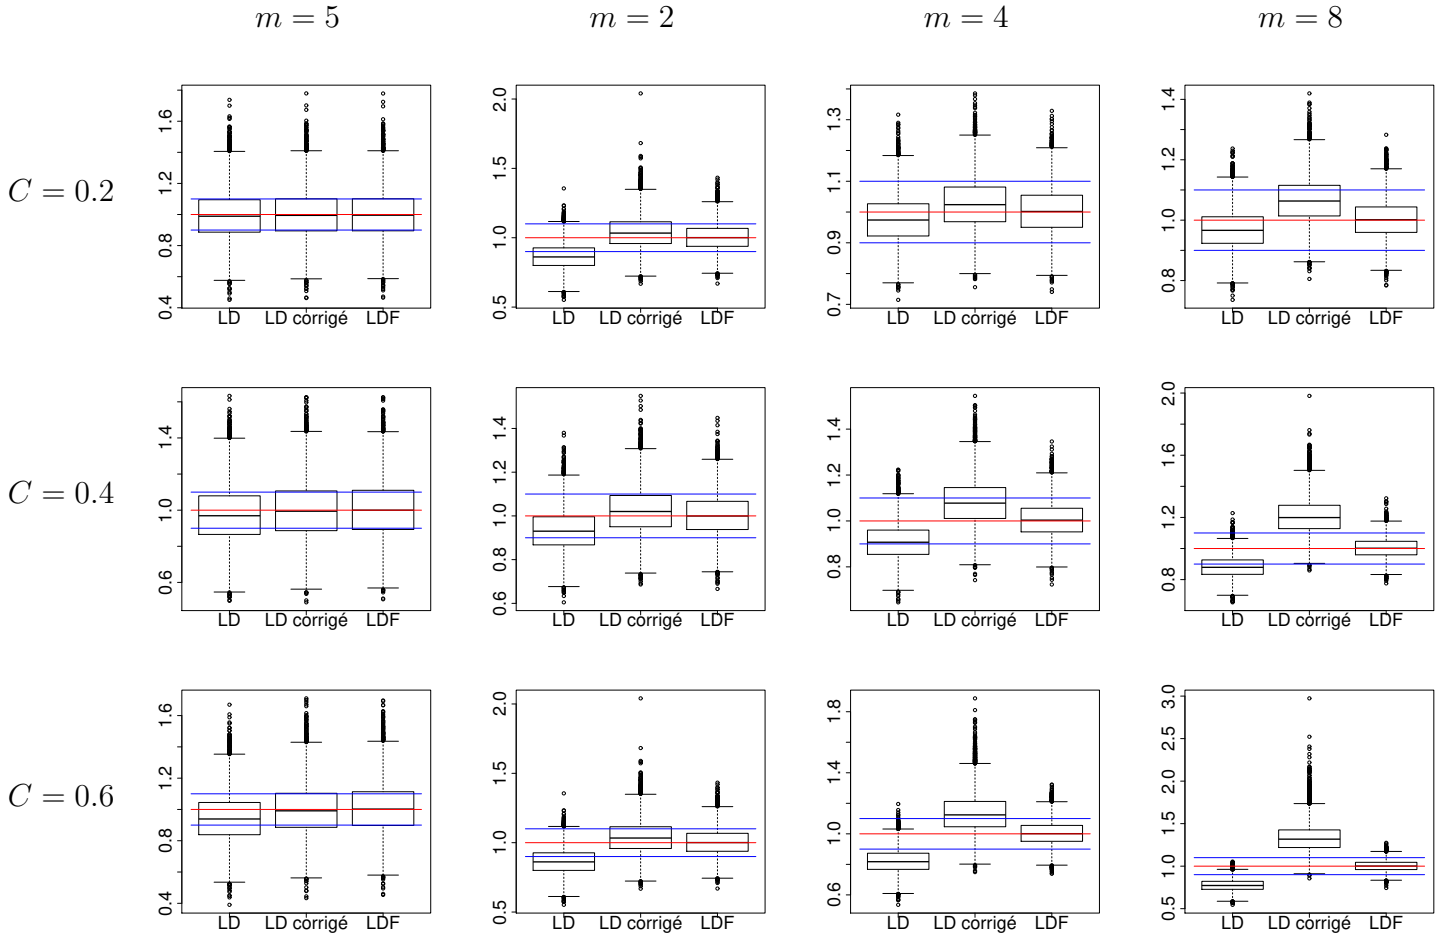 m = 5 m = 2 m = 4 m = 8
C = 0.2
0.4 0.8 1.2 1.6
LD LD corrigé LDF
0.5 1.0 1.5 2.0
LD LD corrigé LDF
0.7 0.9 1.1 1.3
LD LD corrigé LDF
0.8 1.0 1.2 1.4
LD LD corrigé LDF
C = 0.4
0.6 1.0 1.4
LD LD corrigé LDF
0.6 0.8 1.0 1.2 1.4
LD LD corrigé LDF
0.8 1.0 1.2 1.4
LD LD corrigé LDF
0.8 1.0 1.2 1.4 1.6 1.8 2.0
LD LD corrigé LDF
C = 0.6
0.4 0.8 1.2 1.6
LD LD corrigé LDF
0.5 1.0 1.5 2.0
LD LD corrigé LDF
0.6 1.0 1.4 1.8
LD LD corrigé LDF
0.5 1.0 1.5 2.0 2.5 3.0
LD LD corrigé LDF